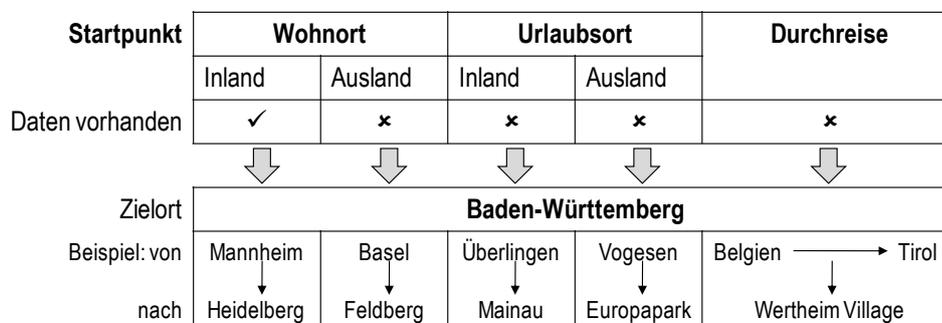 Startpunkt Wohnort Urlaubsort Durchreise
Inland Ausland Inland Ausland
Daten vorhanden ✓ ✗ ✗ ✗ ✗
Zielort Baden-Württemberg
Beispiel: von Mannheim Basel Überlingen Vogesen Belgien Tirol
nach Heidelberg Feldberg Mainau Europapark Wertheim Village